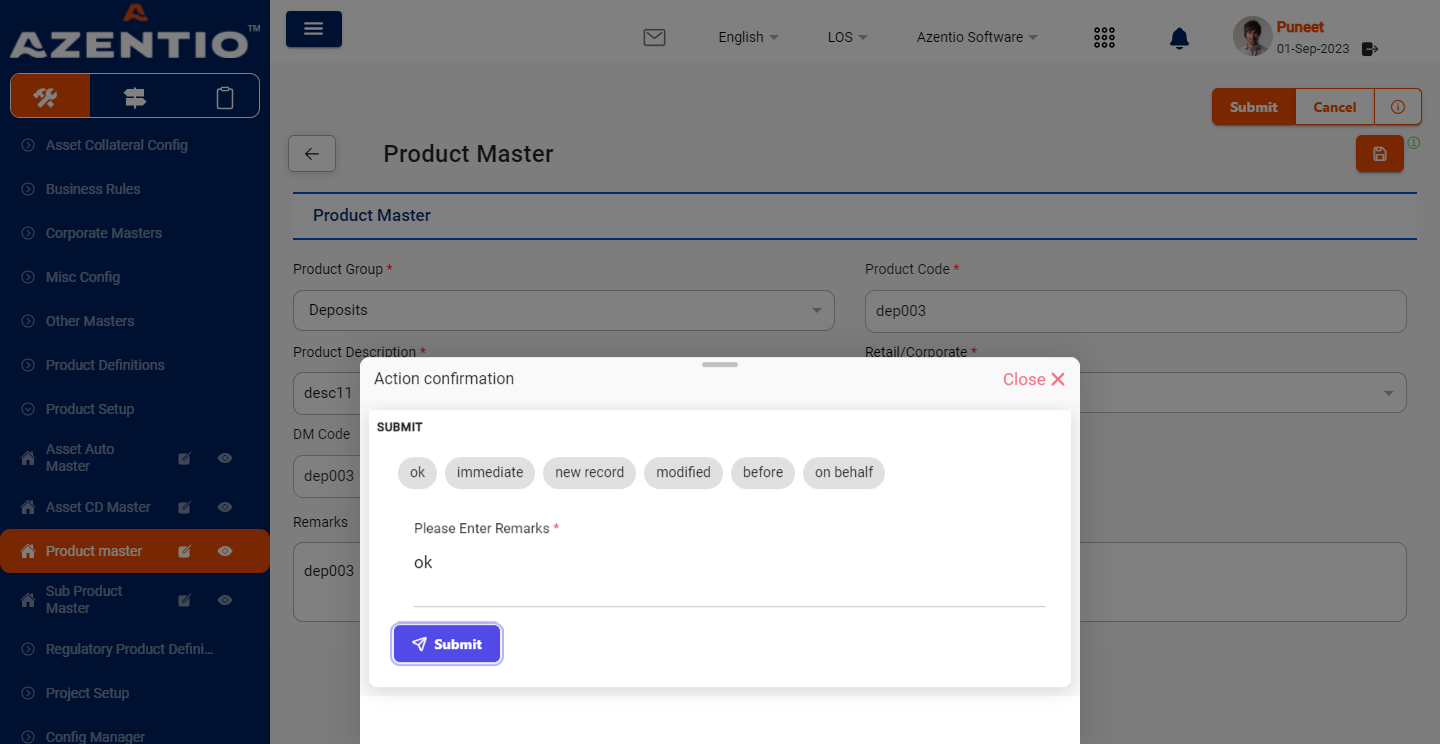 AZENTIO™
English
LOS
Azentio Software
Puneet
01-Sep-2023
Submit
Cancel
Product Master
Product Master
Product Group *
Deposits
Product Code *
dep003
Product Description *
desc11
Retail/Corporate *
DM Code
dep003
Remarks
dep003
Asset Collateral Config
Business Rules
Corporate Masters
Misc Config
Other Masters
Product Definitions
Product Setup
Asset Auto
Master
Asset CD Master
Product master
Sub Product
Master
Regulatory Product Defini...
Project Setup
Config Manager
Action confirmation
Close
SUBMIT
ok
immediate
new record
modified
before
on behalf
Please Enter Remarks *
ok
Submit